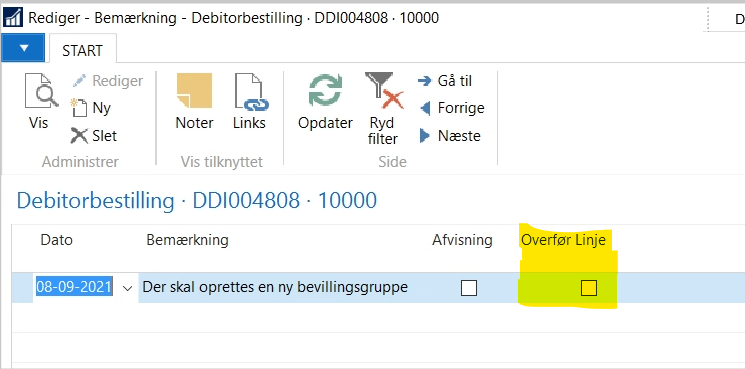 Rediger - Bemærkning - Debitorbestilling · DDI004808 · 10000
D
START
Vis
Rediger
Ny
Slet
Administrer
Noter
Links
Vis tilknyttet
Opdater
Ryd
filter
Gå til
Forrige
Næste
Side
Debitorbestilling · DDI004808 · 10000
Dato Bemærkning Afvisning Overfør Linje
08-09-2021 Der skal oprettes en ny bevillingsgruppe